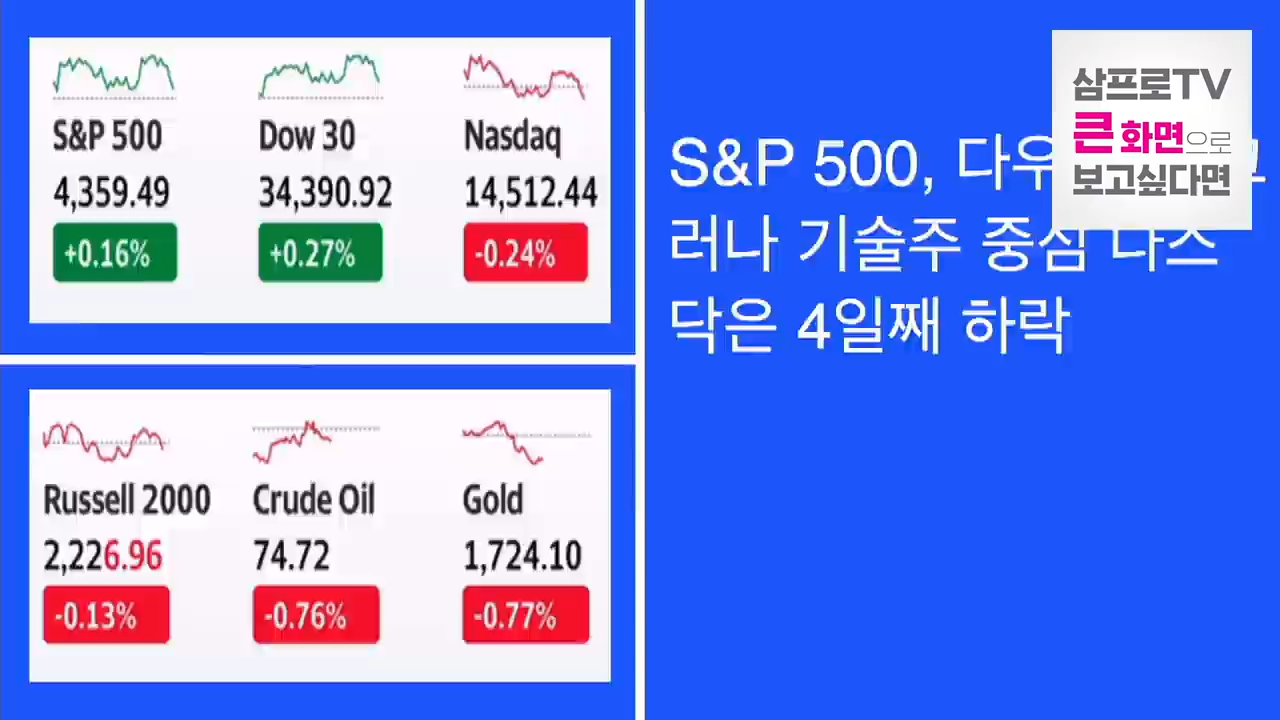 S&P 500
4,359.49
+0.16%
Dow 30
34,390.92
+0.27%
Nasdaq
14,512.44
-0.24%
Russell 2000
2,226.96
-0.13%
Crude Oil
74.72
-0.76%
Gold
1,724.10
-0.77%
S&P 500,
러나 기술주 중심 나스
닥은 4일째 하락
삼프로TV
큰 화면으로
보고싶다면